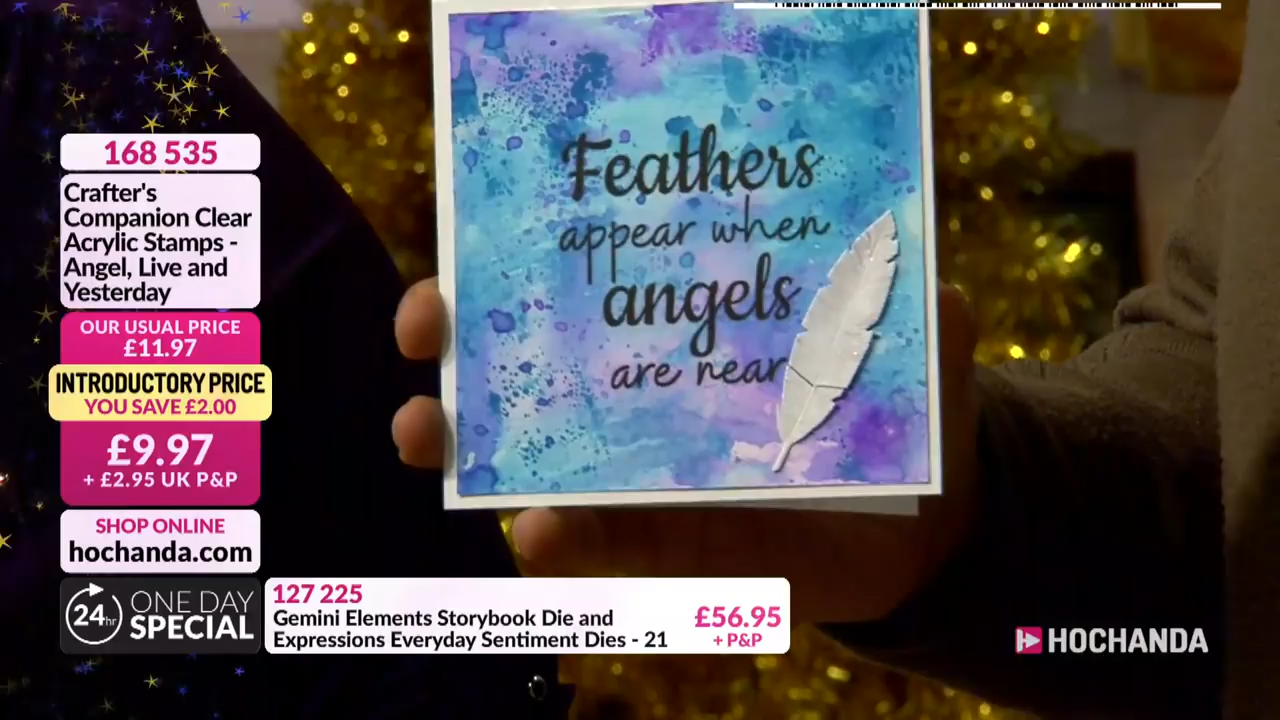 Feathers
appear when
angels
are near
168 535
Crafter's
Companion Clear
Acrylic Stamps -
Angel, Live and
Yesterday
OUR USUAL PRICE
£11.97
INTRODUCTORY PRICE
YOU SAVE £2.00
£9.97
+ £2.95 UK P&P
SHOP ONLINE
hochanda.com
24hr ONE DAY
SPECIAL
127 225
Gemini Elements Storybook Die and
Expressions Everyday Sentiment Dies - 21
£56.95
+ P&P
HOCHANDA